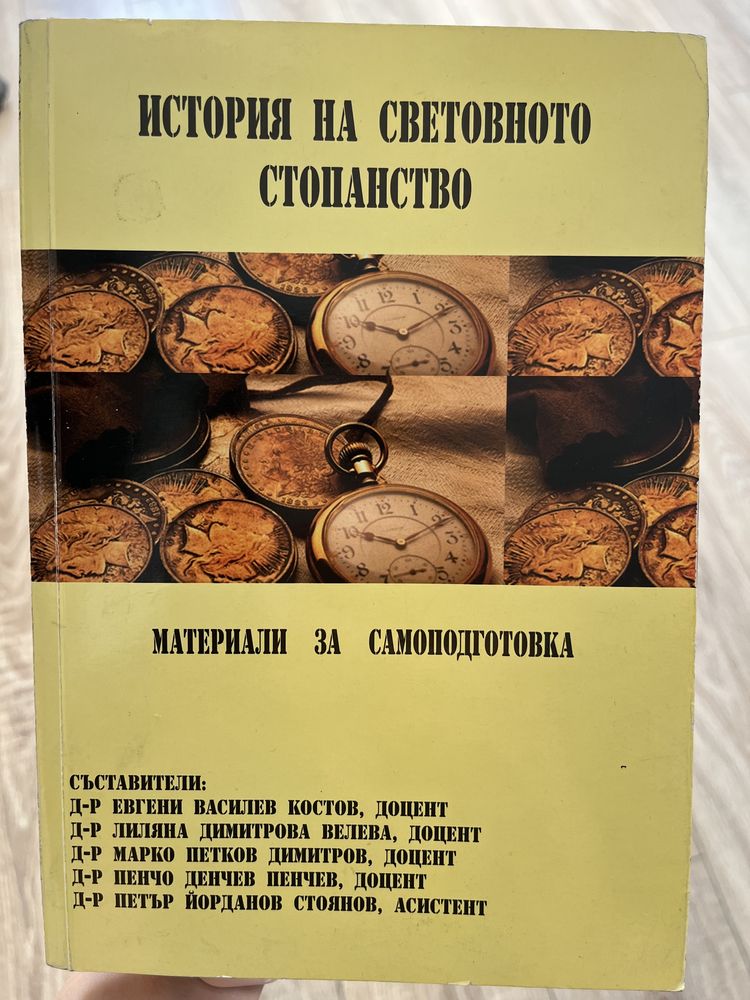 ИСТОРИЯ НА СВЕТОВНОТО
СТОПАНСТВО
МАТЕРИАЛИ ЗА САМОПОДГОТОВКА
СЪСТАВИТЕЛИ:
Д-Р ЕВГЕНИ ВАСИЛЕВ КОСТОВ, ДОЦЕНТ
Д-Р ЛИЛЯНА ДИМИТРОВА ВЕЛЕВА, ДОЦЕНТ
Д-Р МАРКО ПЕТКОВ ДИМИТРОВ, ДОЦЕНТ
Д-Р ПЕНЧО ДЕНЧЕВ ПЕНЧЕВ, ДОЦЕНТ
Д-Р ПЕТЪР ЙОРДАНОВ СТОЯНОВ, АСИСТЕНТ